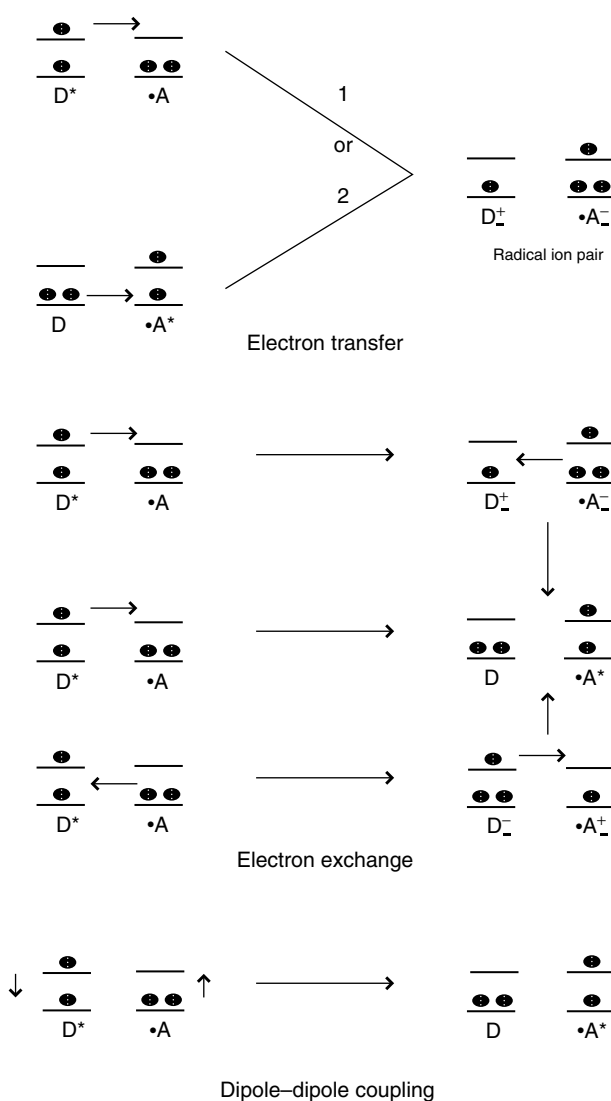 D* •A
1
or
2
D± •A−
Radical ion pair
D •A*
Electron transfer
D* •A D± •A−
D* •A D •A*
D* •A D− •A±
Electron exchange
D* •A D •A*
Dipole–dipole coupling